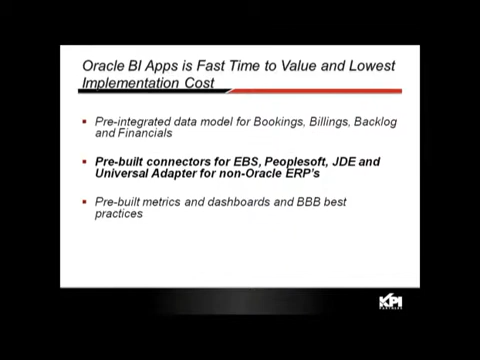 Oracle BI Apps is Fast Time to Value and Lowest
Implementation Cost
Pre-integrated data model for Bookings, Billings, Backlog
and Financials
Pre-built connectors for EBS, Peoplesoft, JDE and
Universal Adapter for non-Oracle ERP's
Pre-built metrics and dashboards and BBB best
practices
KPI
PARTNERS